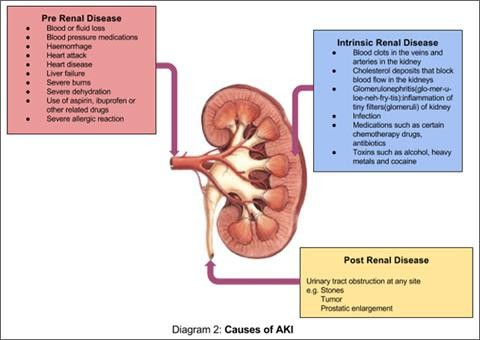 Pre Renal Disease
Blood or fluid loss
Blood pressure medications
Haemorrhage
Heart attack
Heart disease
Liver failure
Severe burns
Severe dehydration
Use of aspirin, ibuprofen or
other related drugs
Severe allergic reaction
Intrinsic Renal Disease
Blood clots in the veins and
arteries in the kidney
Cholesterol deposits that block
blood flow in the kidneys
Glomerulonephritis(glo-mer-u-
loe-neh-fry-tis):inflammation of
tiny filters(glomeruli) of kidney
Infection
Medications such as certain
chemotherapy drugs,
antibiotics
Toxins such as alcohol, heavy
metals and cocaine
Post Renal Disease
Urinary tract obstruction at any site
e.g. Stones
Tumor
Prostatic enlargement
Diagram 2: Causes of AKI